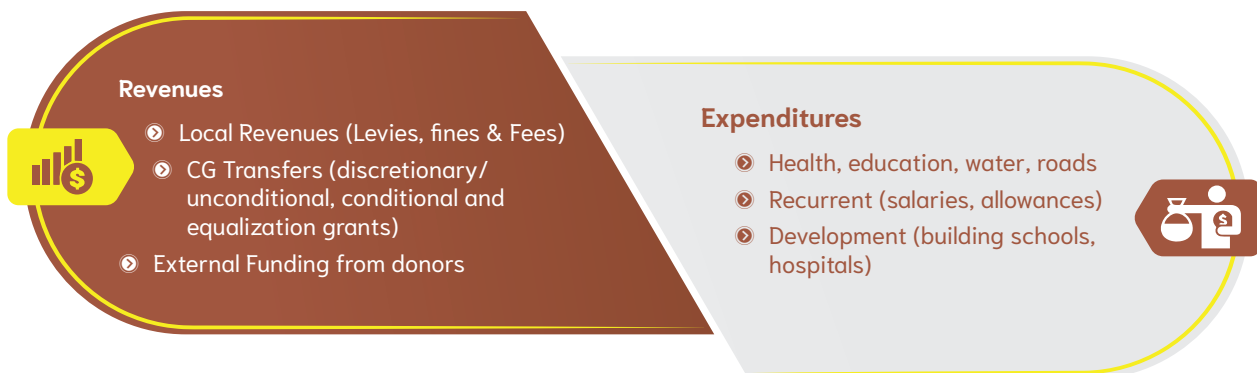 Revenues
Local Revenues (Levies, fines & Fees)
CG Transfers (discretionary/
unconditional, conditional and
equalization grants)
External Funding from donors
Expenditures
Health, education, water, roads
Recurrent (salaries, allowances)
Development (building schools,
hospitals)